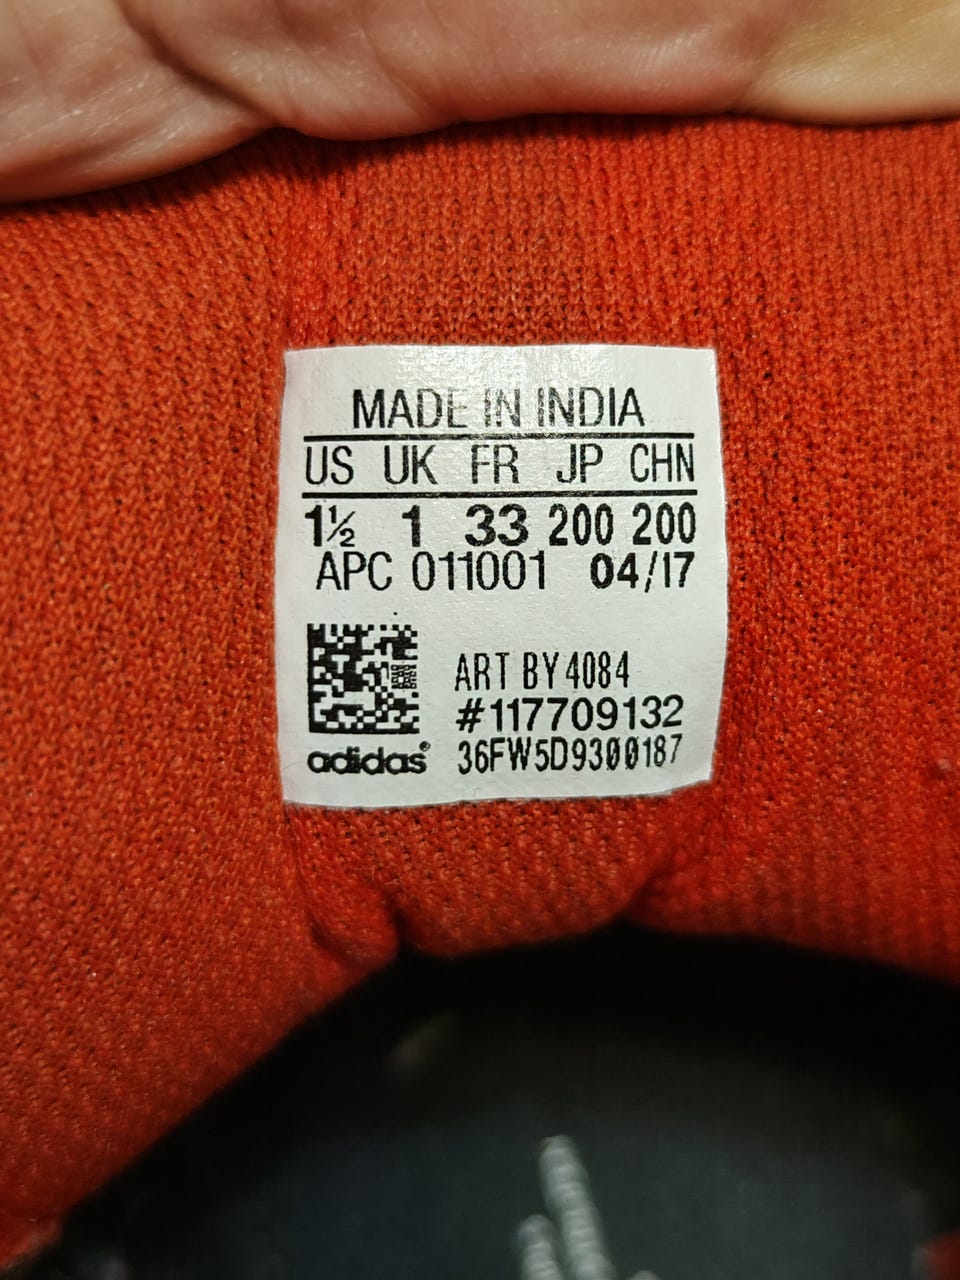 MADE IN INDIA
US UK FR JP CHN
1½ 1 33 200 200
APC 011001 04/17
ART BY4084
#117709132
adidas® 36FW5D9300187